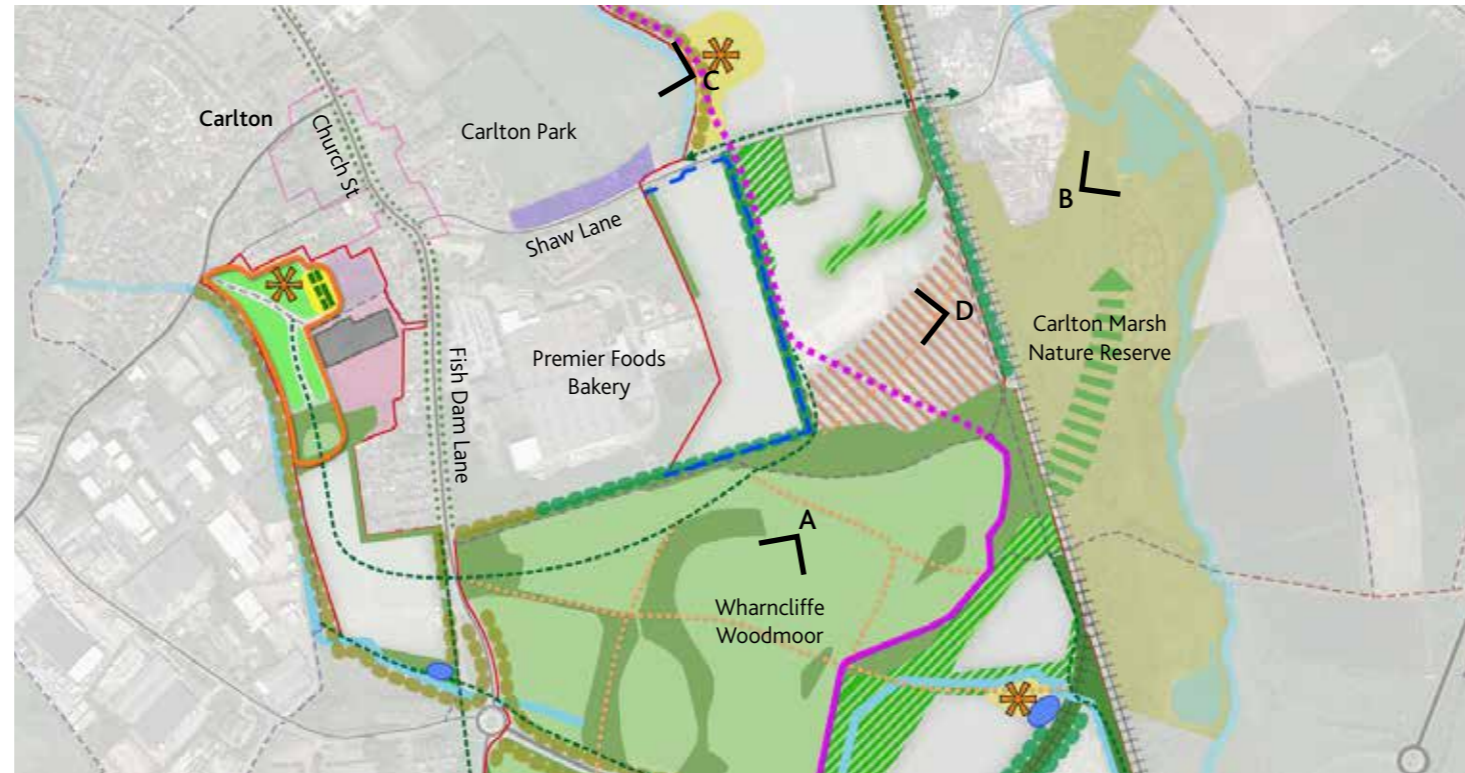 C
Carlton
Church St
Carlton Park
B
Shaw Lane
D
Carlton Marsh
Nature Reserve
Premier Foods
Bakery
Fish Dam Lane
A
Wharncliffe
Woodmoor